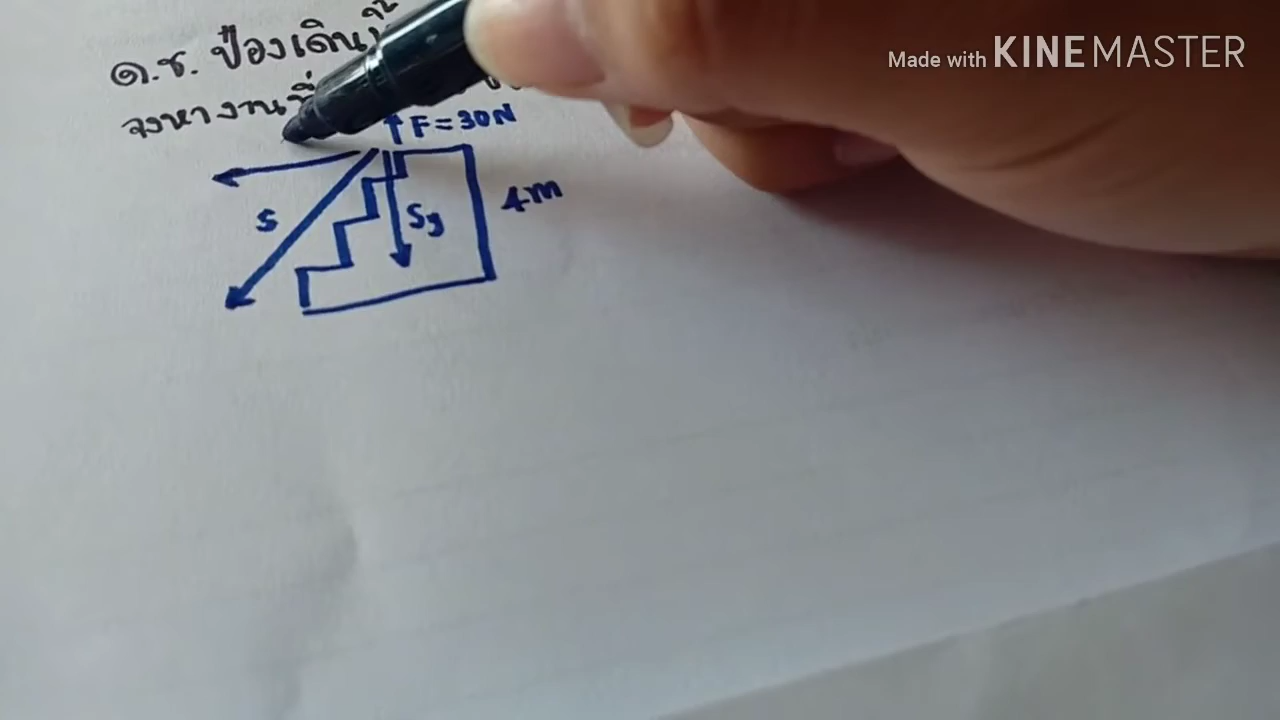 Made with KINEMASTER
ด.ช. ป๋องเดิน
จงหางาน
F = 30N
4m
S
Sy